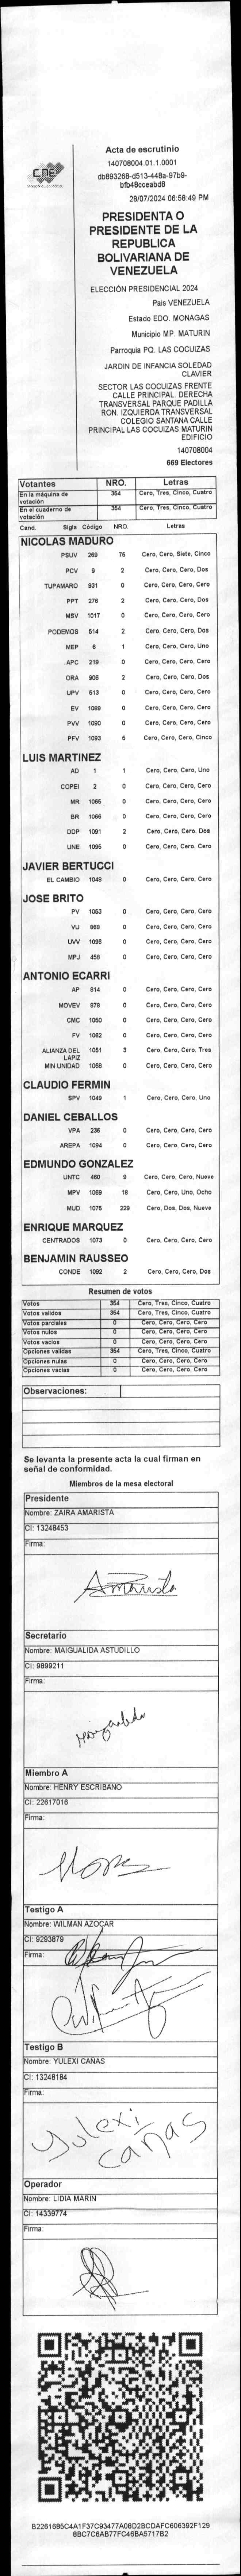 CNE
Acta de escrutinio
140708004.01.1.0001
db893268-d513-448a-97b9-
bfb48cceabd8
28/07/2024 06:58:49 PM
PRESIDENTA O
PRESIDENTE DE LA
REPUBLICA
BOLIVARIANA DE
VENEZUELA
ELECCIÓN PRESIDENCIAL 2024
Pais VENEZUELA
Estado EDO. MONAGAS
Municipio MP. MATURIN
Parroquia PQ. LAS COCUIZAS
JARDIN DE INFANCIA SOLEDAD
CLAVIER
SECTOR LAS COCUIZAS FRENTE
CALLE PRINCIPAL. DERECHA
TRANSVERSAL PARQUE PADILLA
RON. IZQUIERDA TRANSVERSAL
COLEGIO SANTANA CALLE
PRINCIPAL LAS COCUIZAS MATURIN
EDIFICIO
140708004
669 Electores
Votantes NRO. Letras
En la máquina de votación 354 Cero, Tres, Cinco, Cuatro
En el cuaderno de votación 354 Cero, Tres, Cinco, Cuatro
Cand. Sigla Código NRO. Letras
NICOLAS MADURO
PSUV 269 75 Cero, Cero, Siete, Cinco
PCV 9 2 Cero, Cero, Cero, Dos
TUPAMARO 931 0 Cero, Cero, Cero, Cero
PPT 276 2 Cero, Cero, Cero, Dos
MSV 1017 0 Cero, Cero, Cero, Cero
PODEMOS 514 2 Cero, Cero, Cero, Dos
MEP 6 1 Cero, Cero, Cero, Uno
APC 219 0 Cero, Cero, Cero, Cero
ORA 906 2 Cero, Cero, Cero, Dos
UPV 513 0 Cero, Cero, Cero, Cero
EV 1089 0 Cero, Cero, Cero, Cero
PVV 1090 0 Cero, Cero, Cero, Cero
PFV 1093 5 Cero, Cero, Cero, Cinco
LUIS MARTINEZ
AD 1 1 Cero, Cero, Cero, Uno
COPEI 2 0 Cero, Cero, Cero, Cero
MR 1065 0 Cero, Cero, Cero, Cero
BR 1066 0 Cero, Cero, Cero, Cero
DDP 1091 2 Cero, Cero, Cero, Dos
UNE 1095 0 Cero, Cero, Cero, Cero
JAVIER BERTUCCI
EL CAMBIO 1048 0 Cero, Cero, Cero, Cero
JOSE BRITO
PV 1053 0 Cero, Cero, Cero, Cero
VU 968 0 Cero, Cero, Cero, Cero
UVV 1096 0 Cero, Cero, Cero, Cero
MPJ 458 0 Cero, Cero, Cero, Cero
ANTONIO ECARRI
AP 814 0 Cero, Cero, Cero, Cero
MOVEV 878 0 Cero, Cero, Cero, Cero
CMC 1050 0 Cero, Cero, Cero, Cero
FV 1062 0 Cero, Cero, Cero, Cero
ALIANZA DEL LAPIZ 1051 3 Cero, Cero, Cero, Tres
MIN UNIDAD 1058 0 Cero, Cero, Cero, Cero
CLAUDIO FERMIN
SPV 1049 1 Cero, Cero, Cero, Uno
DANIEL CEBALLOS
VPA 236 0 Cero, Cero, Cero, Cero
AREPA 1094 0 Cero, Cero, Cero, Cero
EDMUNDO GONZALEZ
UNTC 460 9 Cero, Cero, Cero, Nueve
MPV 1069 18 Cero, Cero, Uno, Ocho
MUD 1075 229 Cero, Dos, Dos, Nueve
ENRIQUE MARQUEZ
CENTRADOS 1073 0 Cero, Cero, Cero, Cero
BENJAMIN RAUSSEO
CONDE 1092 2 Cero, Cero, Cero, Dos
Resumen de votos
Votos 354 Cero, Tres, Cinco, Cuatro
Votos validos 354 Cero, Tres, Cinco, Cuatro
Votos parciales 0 Cero, Cero, Cero, Cero
Votos nulos 0 Cero, Cero, Cero, Cero
Votos vacios 0 Cero, Cero, Cero, Cero
Opciones validas 354 Cero, Tres, Cinco, Cuatro
Opciones nulas 0 Cero, Cero, Cero, Cero
Opciones vacias 0 Cero, Cero, Cero, Cero
Observaciones:
Se levanta la presente acta la cual firman en
señal de conformidad.
Miembros de la mesa electoral
Presidente
Nombre: ZAIRA AMARISTA
CI: 13248453
Firma:
Amarista
Secretario
Nombre: MAIGUALIDA ASTUDILLO
CI: 9899211
Firma:
Maigualida
Miembro A
Nombre: HENRY ESCRIBANO
CI: 22617016
Firma:
Testigo A
Nombre: WILMAN AZOCAR
CI: 9293879
Firma:
Testigo B
Nombre: YULEXI CAÑAS
CI: 13248184
Firma:
Yulexi
Cañas
Operador
Nombre: LIDIA MARIN
CI: 14339774
Firma:
B2261685C4A1F37C93477A08D2BCDAFC606392F129
8BC7C6AB77FC46BA5717B2